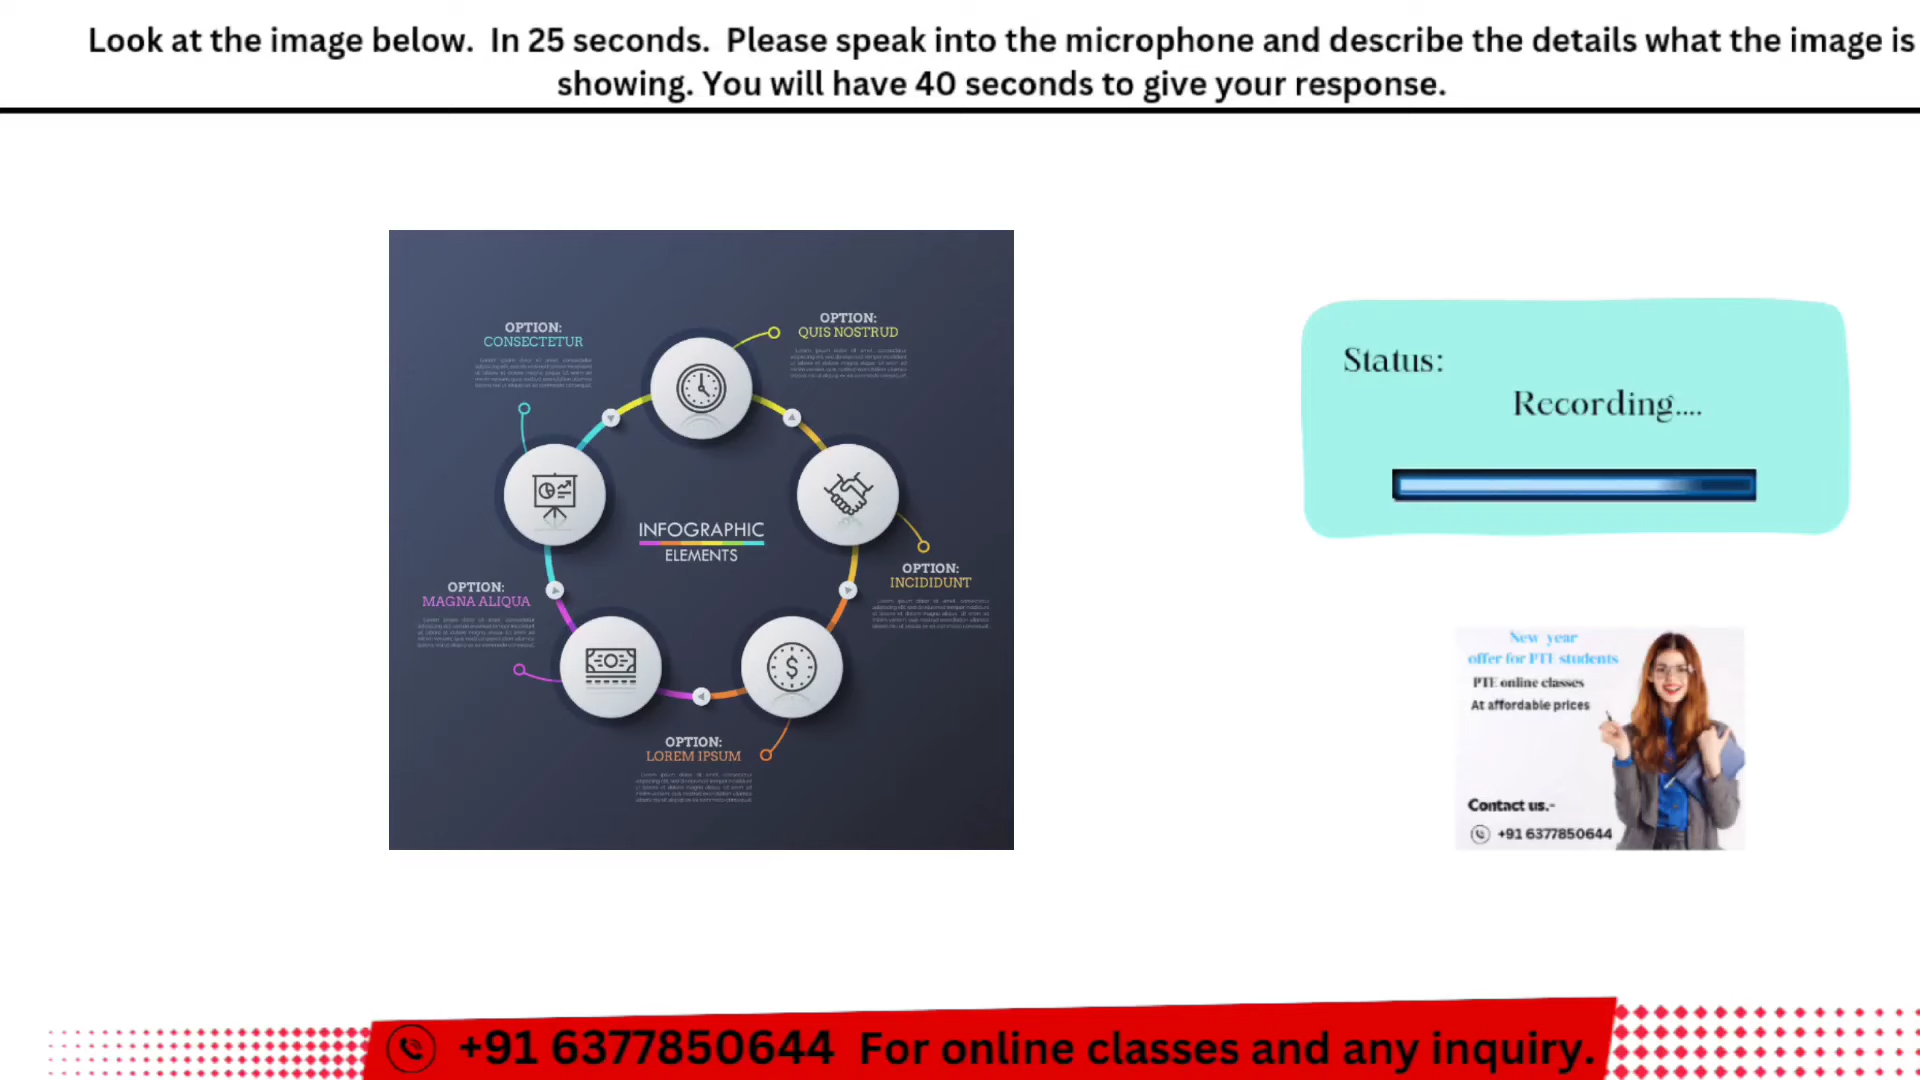 Look at the image below. In 25 seconds. Please speak into the microphone and describe the details what the image is
showing. You will have 40 seconds to give your response.
OPTION:
QUIS NOSTRUD
OPTION:
CONSECTETUR
INFOGRAPHIC
ELEMENTS
OPTION:
INCIDIDUNT
OPTION:
MAGNA ALIQUA
OPTION:
LOREM IPSUM
Status:
Recording....
New year
offer for PTE students
PTE online classes
At affordable prices
Contact us.-
+91 6377850644
+91 6377850644 For online classes and any inquiry.